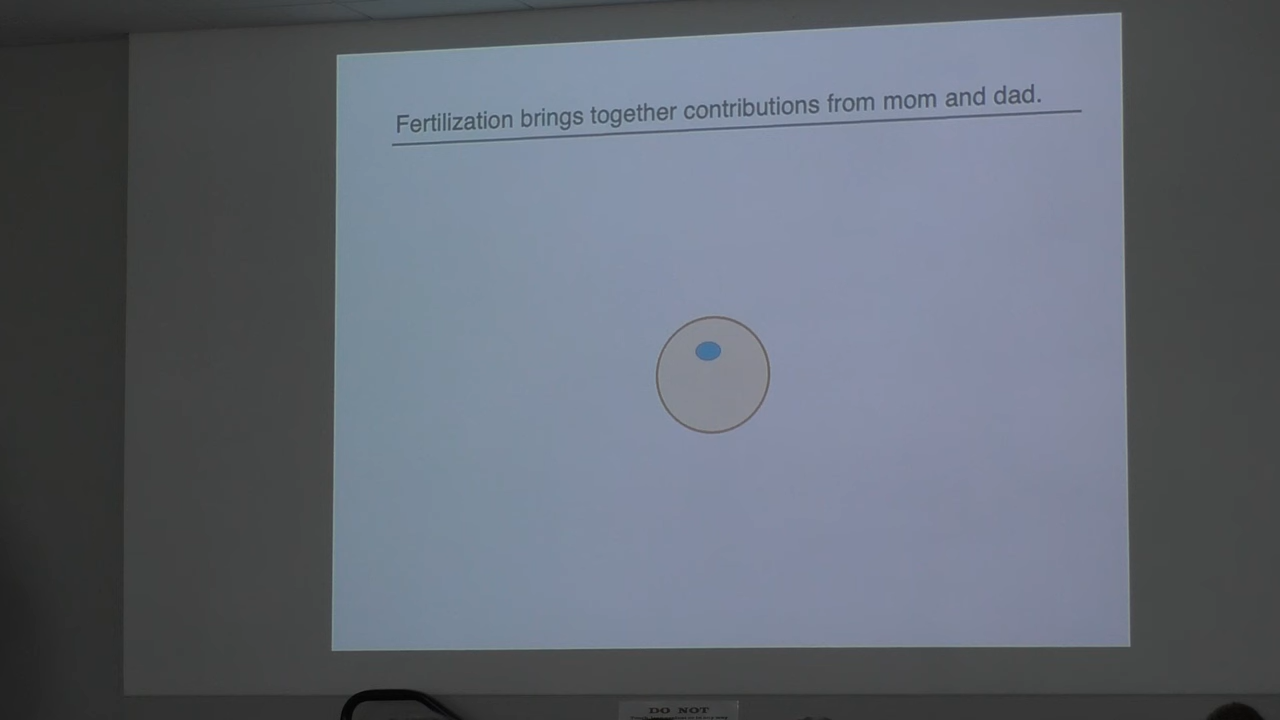 Fertilization brings together contributions from mom and dad.
DO NOT